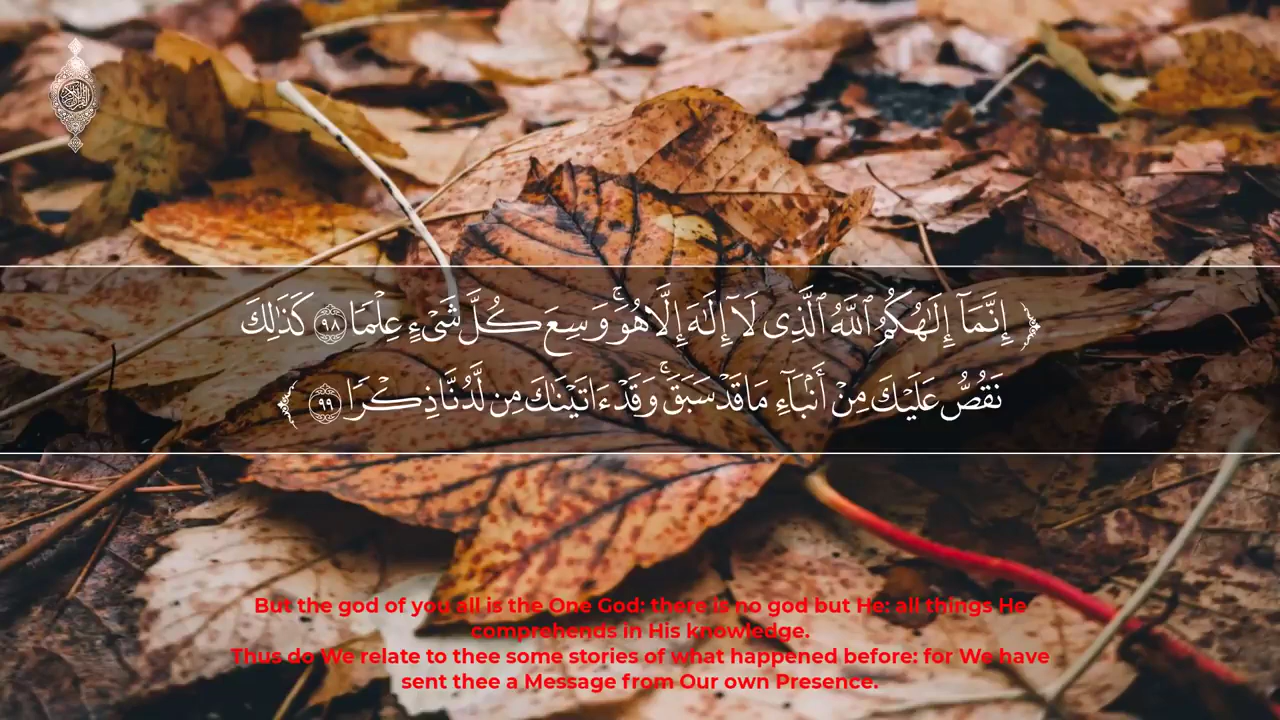 ﴿ إِنَّمَآ إِلَٰهُكُمُ ٱللَّهُ ٱلَّذِى لَآ إِلَٰهَ إِلَّا هُوَ ۚ وَسِعَ كُلَّ شَىْءٍ عِلْمًا ٩٨ كَذَٰلِكَ
نَقُصُّ عَلَيْكَ مِنْ أَنۢبَآءِ مَا قَدْ سَبَقَ ۚ وَقَدْ ءَاتَيْنَٰكَ مِن لَّدُنَّا ذِكْرًا ٩٩ ﴾
But the god of you all is the One God: there is no god but He: all things He
comprehends in His knowledge.
Thus do We relate to thee some stories of what happened before: for We have
sent thee a Message from Our own Presence.